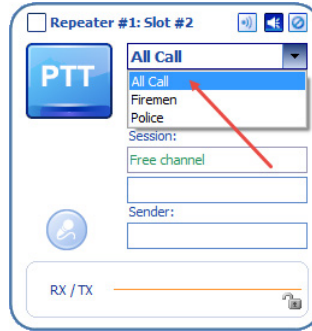 Repeater #1: Slot #2
PTT
All Call
All Call
Firemen
Police
Session:
Free channel
Sender:
RX / TX